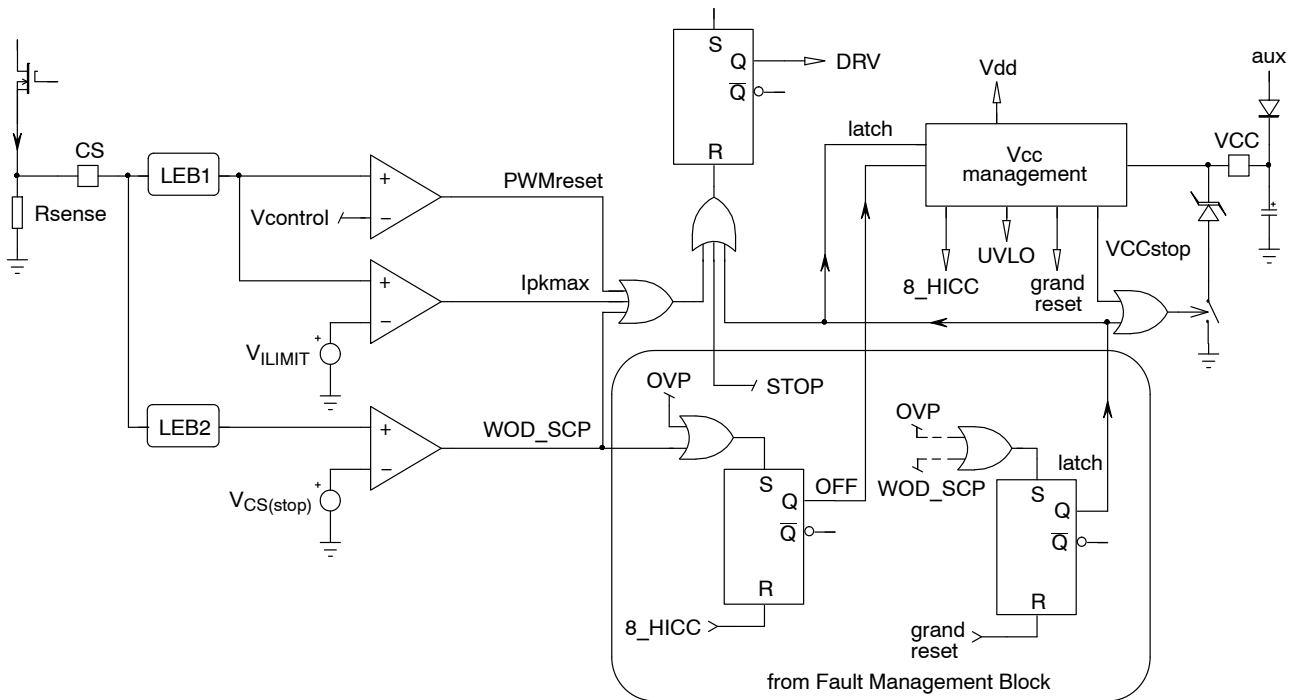 S
Q
DRV
Q
R
aux
Vdd
latch
VCC
Vcc
management
CS
LEB1
Rsense
+
−
Vcontrol
PWMreset
UVLO
VCCstop
8_HICC
grand
reset
+
−
Ipkmax
+
VILIMIT
OVP
STOP
LEB2
+
−
WOD_SCP
+
VCS(stop)
OVP
WOD_SCP
latch
S
OFF
Q
Q
R
S
Q
Q
R
8_HICC
grand
reset
+
from Fault Management Block